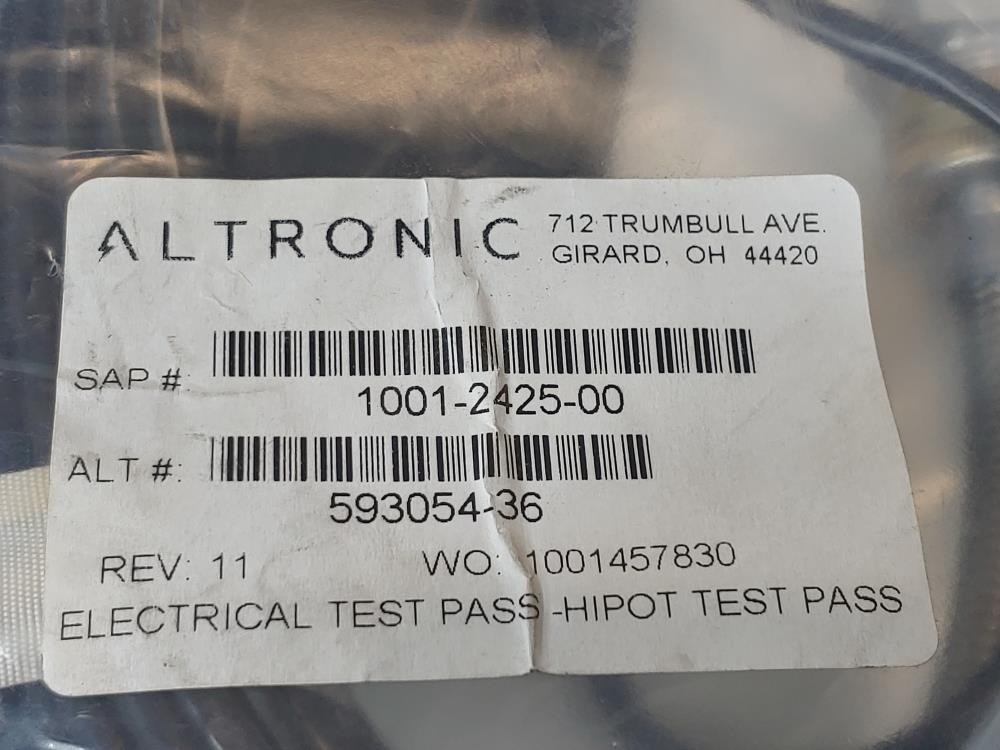 ALTRONIC
712 TRUMBULL AVE.
GIRARD, OH 44420
SAP #:
1001-2425-00
ALT #:
593054-36
REV: 11 WO: 1001457830
ELECTRICAL TEST PASS -HIPOT TEST PASS